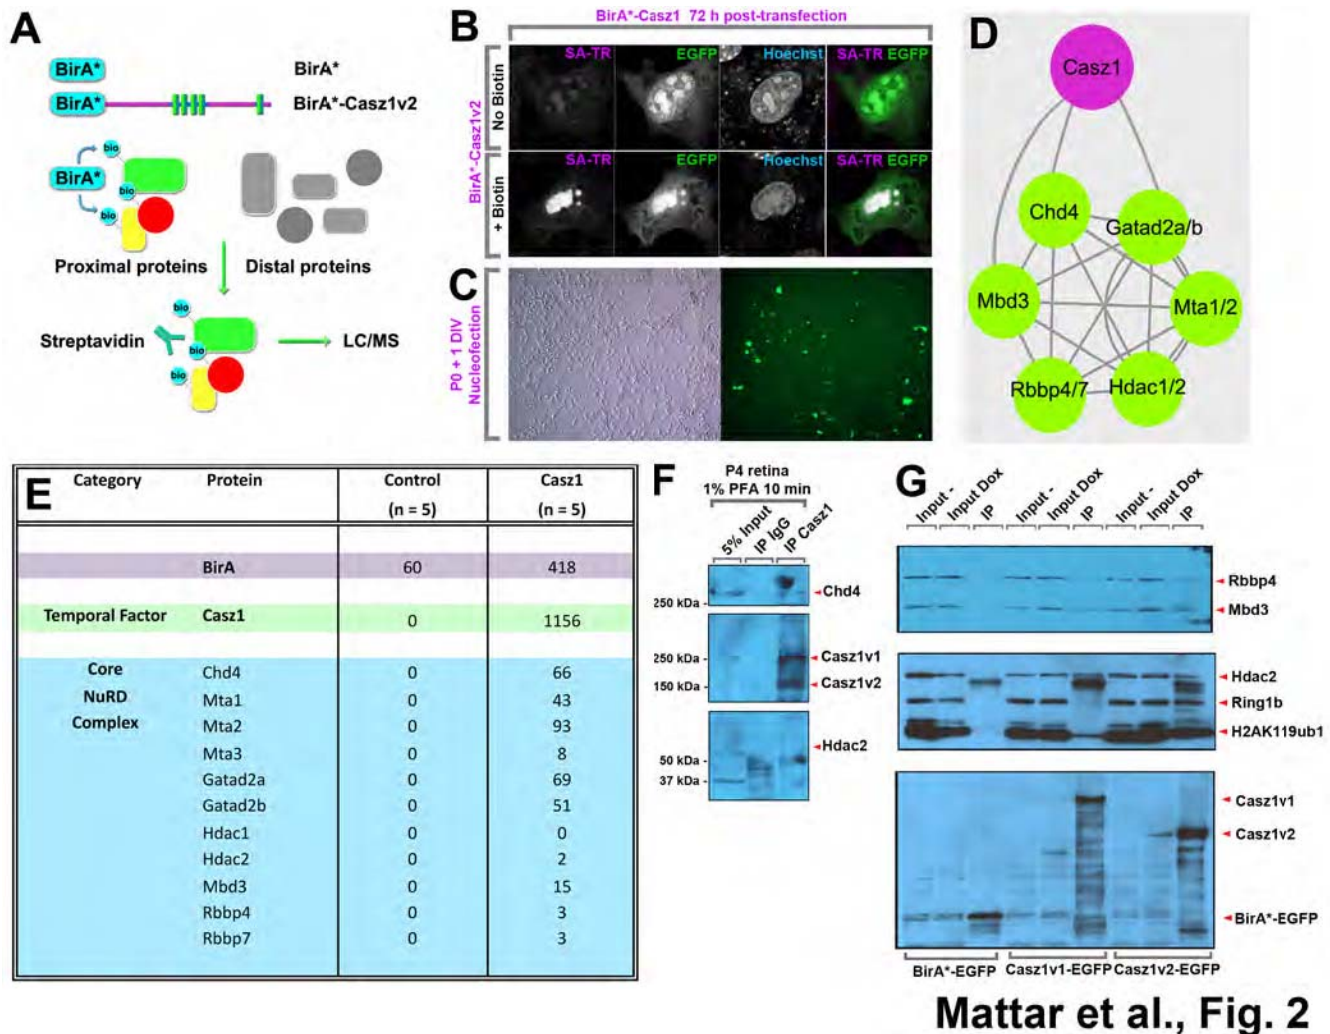 A
BirA*
BirA*
BirA*
BirA*-Casz1v2
bio
BirA*
bio
bio
Proximal proteins
Distal proteins
bio
Streptavidin
bio
LC/MS
bio
B
BirA*-Casz1 72 h post-transfection
BirA*-Casz1v2
No Biotin
SA-TR
EGFP
Hoechst
SA-TR EGFP
+ Biotin
SA-TR
EGFP
Hoechst
SA-TR EGFP
C
P0 + 1 DIV
Nucleofection
D
Casz1
Chd4
Gatad2a/b
Mbd3
Mta1/2
Rbbp4/7
Hdac1/2
E
Category Protein Control Casz1
(n = 5) (n = 5)
BirA 60 418
Temporal Factor Casz1 0 1156
Core Chd4 0 66
NuRD Mta1 0 43
Complex Mta2 0 93
Mta3 0 8
Gatad2a 0 69
Gatad2b 0 51
Hdac1 0 0
Hdac2 0 2
Mbd3 0 15
Rbbp4 0 3
Rbbp7 0 3
F
P4 retina
1% PFA 10 min
5% Input
IP IgG
IP Casz1
Chd4
250 kDa -
250 kDa -
Casz1v1
150 kDa -
Casz1v2
Hdac2
50 kDa -
37 kDa -
G
Input -
Input Dox
IP
Input -
Input Dox
IP
Input -
Input Dox
IP
Rbbp4
Mbd3
Hdac2
Ring1b
H2AK119ub1
Casz1v1
Casz1v2
BirA*-EGFP
BirA*-EGFP
Casz1v1-EGFP
Casz1v2-EGFP
Mattar et al., Fig. 2